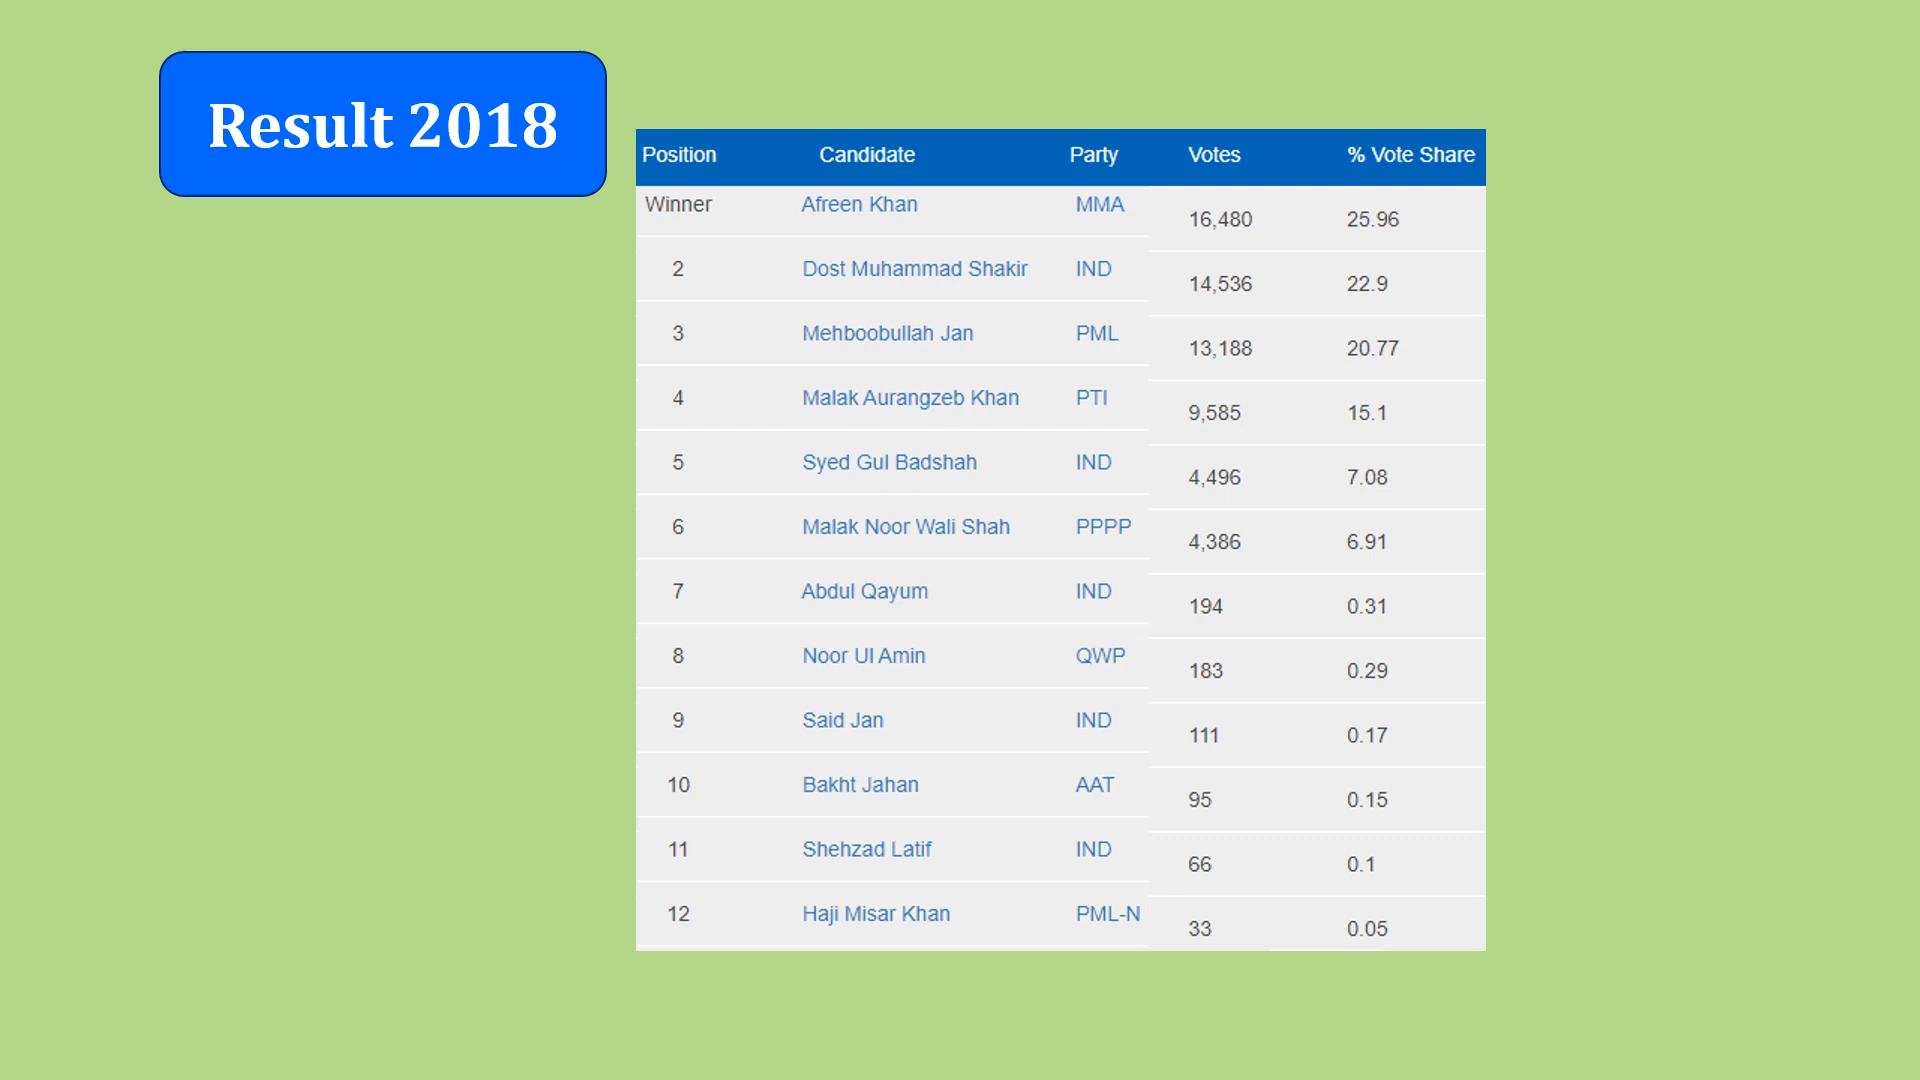 Result 2018
Position Candidate Party Votes % Vote Share
Winner Afreen Khan MMA 16,480 25.96
2 Dost Muhammad Shakir IND 14,536 22.9
3 Mehboobullah Jan PML 13,188 20.77
4 Malak Aurangzeb Khan PTI 9,585 15.1
5 Syed Gul Badshah IND 4,496 7.08
6 Malak Noor Wali Shah PPPP 4,386 6.91
7 Abdul Qayum IND 194 0.31
8 Noor Ul Amin QWP 183 0.29
9 Said Jan IND 111 0.17
10 Bakht Jahan AAT 95 0.15
11 Shehzad Latif IND 66 0.1
12 Haji Misar Khan PML-N 33 0.05